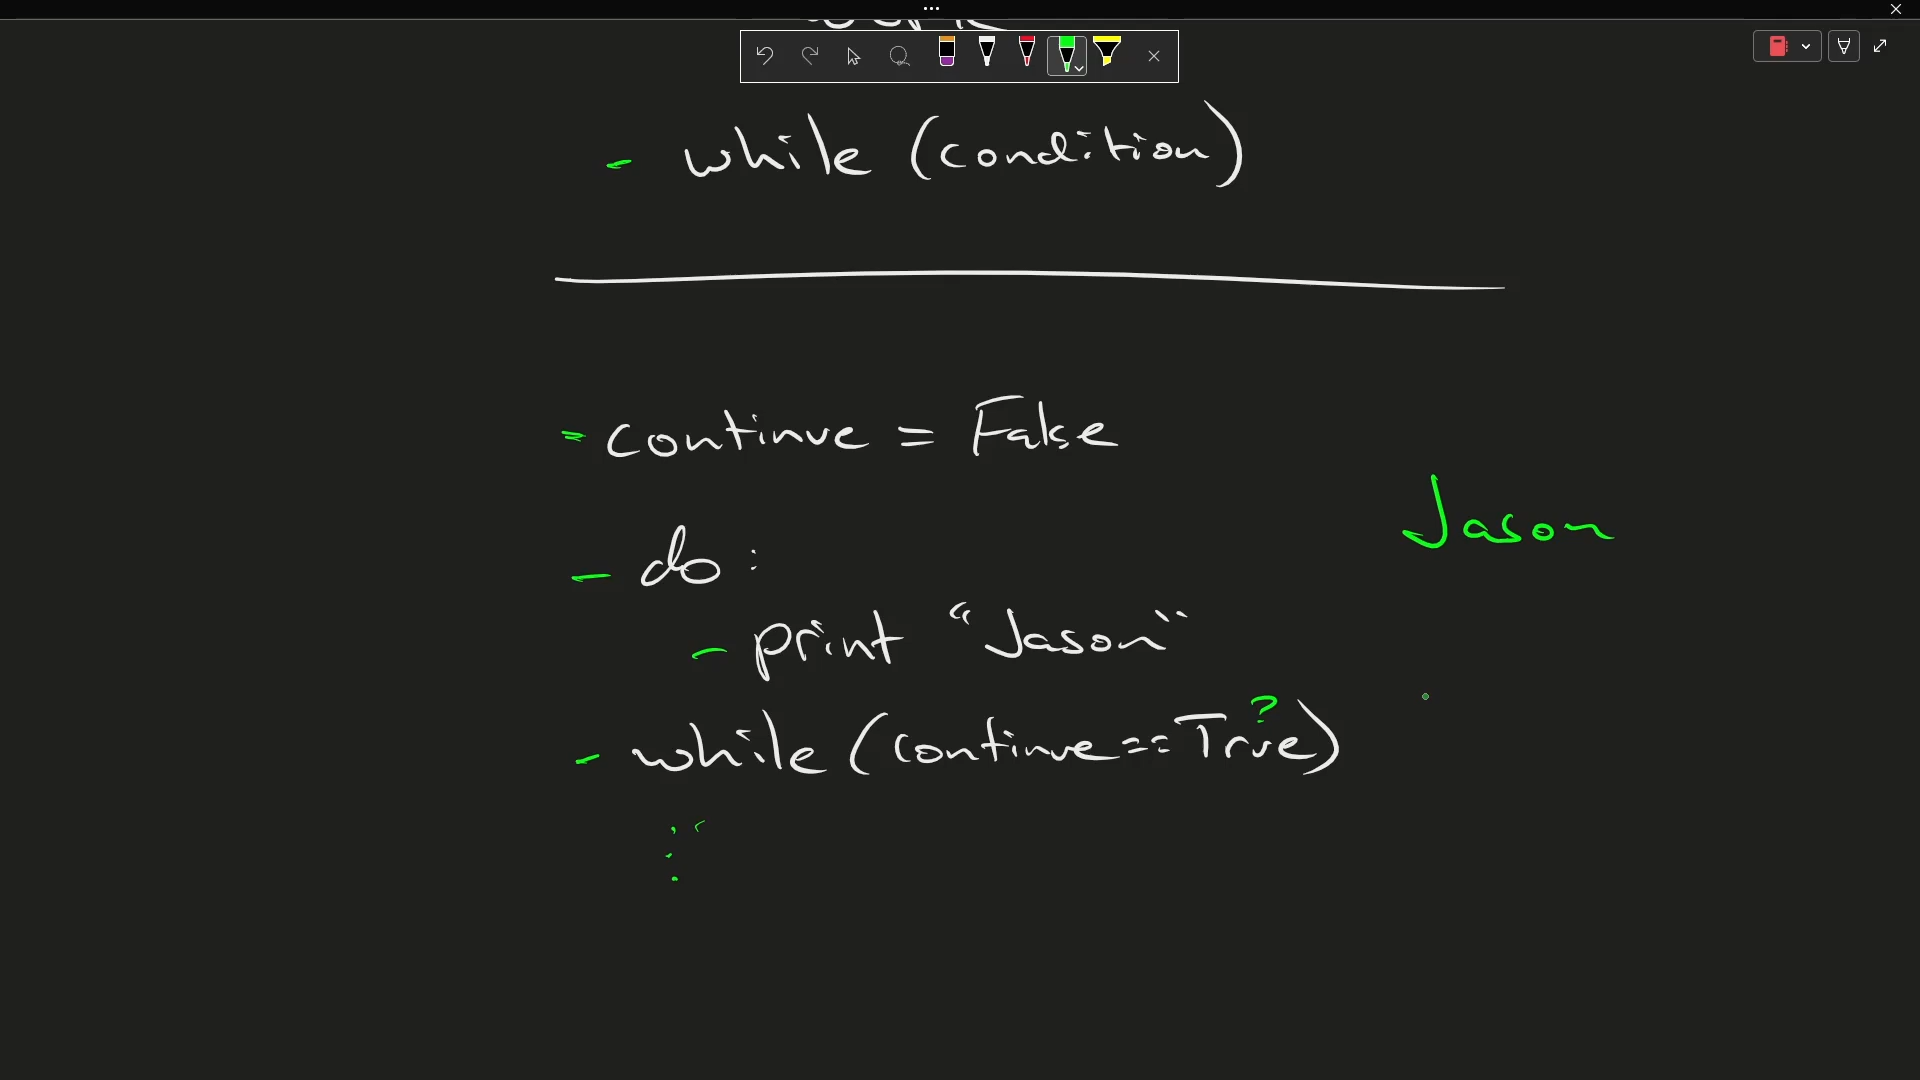 - while (condition)
= continue = False
- do :
Jason
- print "Jason"
?
- while (continue == True)